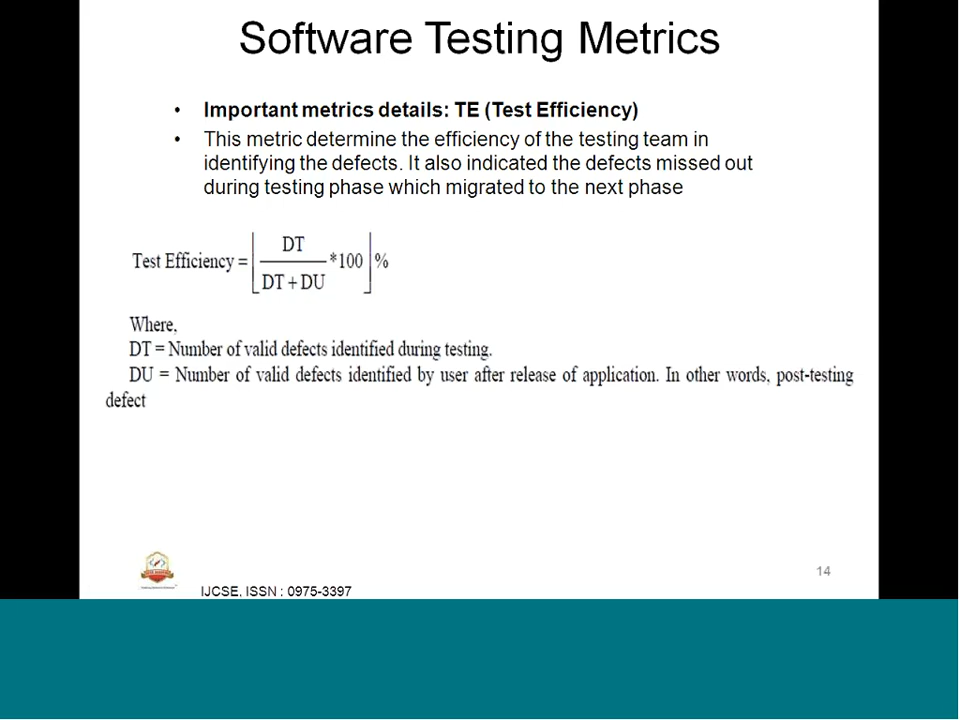 Software Testing Metrics
• Important metrics details: TE (Test Efficiency)
• This metric determine the efficiency of the testing team in
identifying the defects. It also indicated the defects missed out
during testing phase which migrated to the next phase
Test Efficiency = ⌊ DT / DT + DU *100 ⌋ %
Where,
DT = Number of valid defects identified during testing.
DU = Number of valid defects identified by user after release of application. In other words, post-testing
defect
14
IJCSE, ISSN : 0975-3397